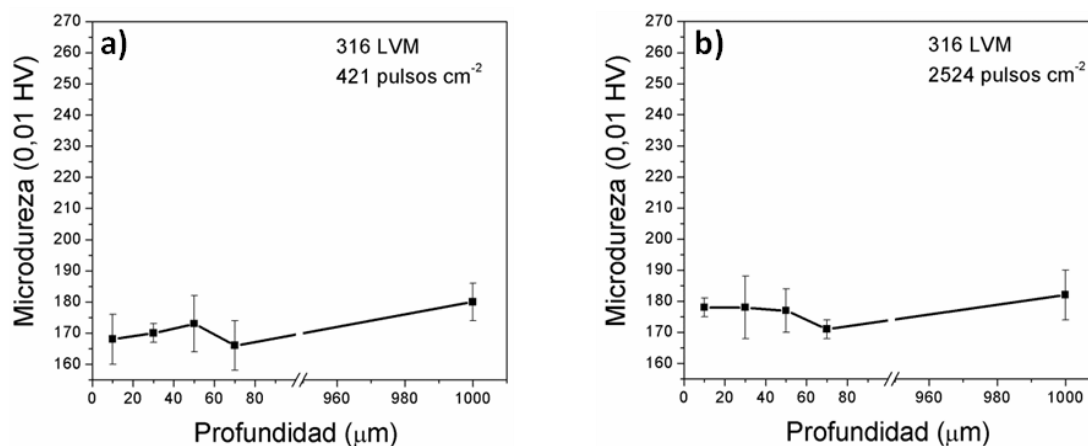 a)
316 LVM
421 pulsos cm⁻²
Microdureza (0,01 HV)
270
260
250
240
230
220
210
200
190
180
170
160
0 20 40 60 80 960 980 1000
Profundidad (μm)
b)
316 LVM
2524 pulsos cm⁻²
Microdureza (0,01 HV)
270
260
250
240
230
220
210
200
190
180
170
160
0 20 40 60 80 960 980 1000
Profundidad (μm)